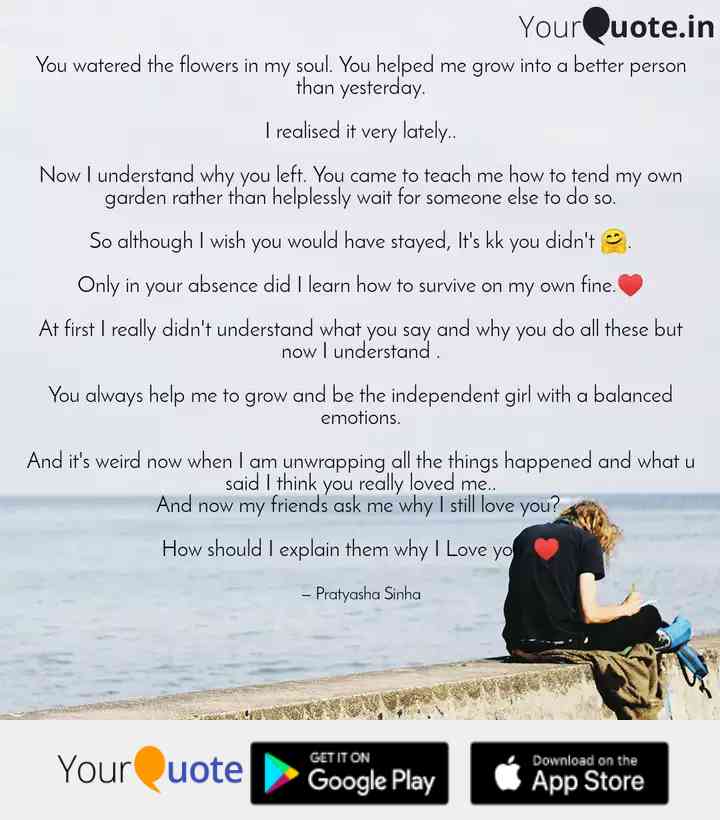 YourQuote.in
You watered the flowers in my soul. You helped me grow into a better person
than yesterday.
I realised it very lately..
Now I understand why you left. You came to teach me how to tend my own
garden rather than helplessly wait for someone else to do so.
So although I wish you would have stayed, It's kk you didn't 🤗.
Only in your absence did I learn how to survive on my own fine.♥️
At first I really didn't understand what you say and why you do all these but
now I understand .
You always help me to grow and be the independent girl with a balanced
emotions.
And it's weird now when I am unwrapping all the things happened and what u
said I think you really loved me..
And now my friends ask me why I still love you?
How should I explain them why I Love yo ♥️
– Pratyasha Sinha
YourQuote
GET IT ON
Google Play
Download on the
App Store